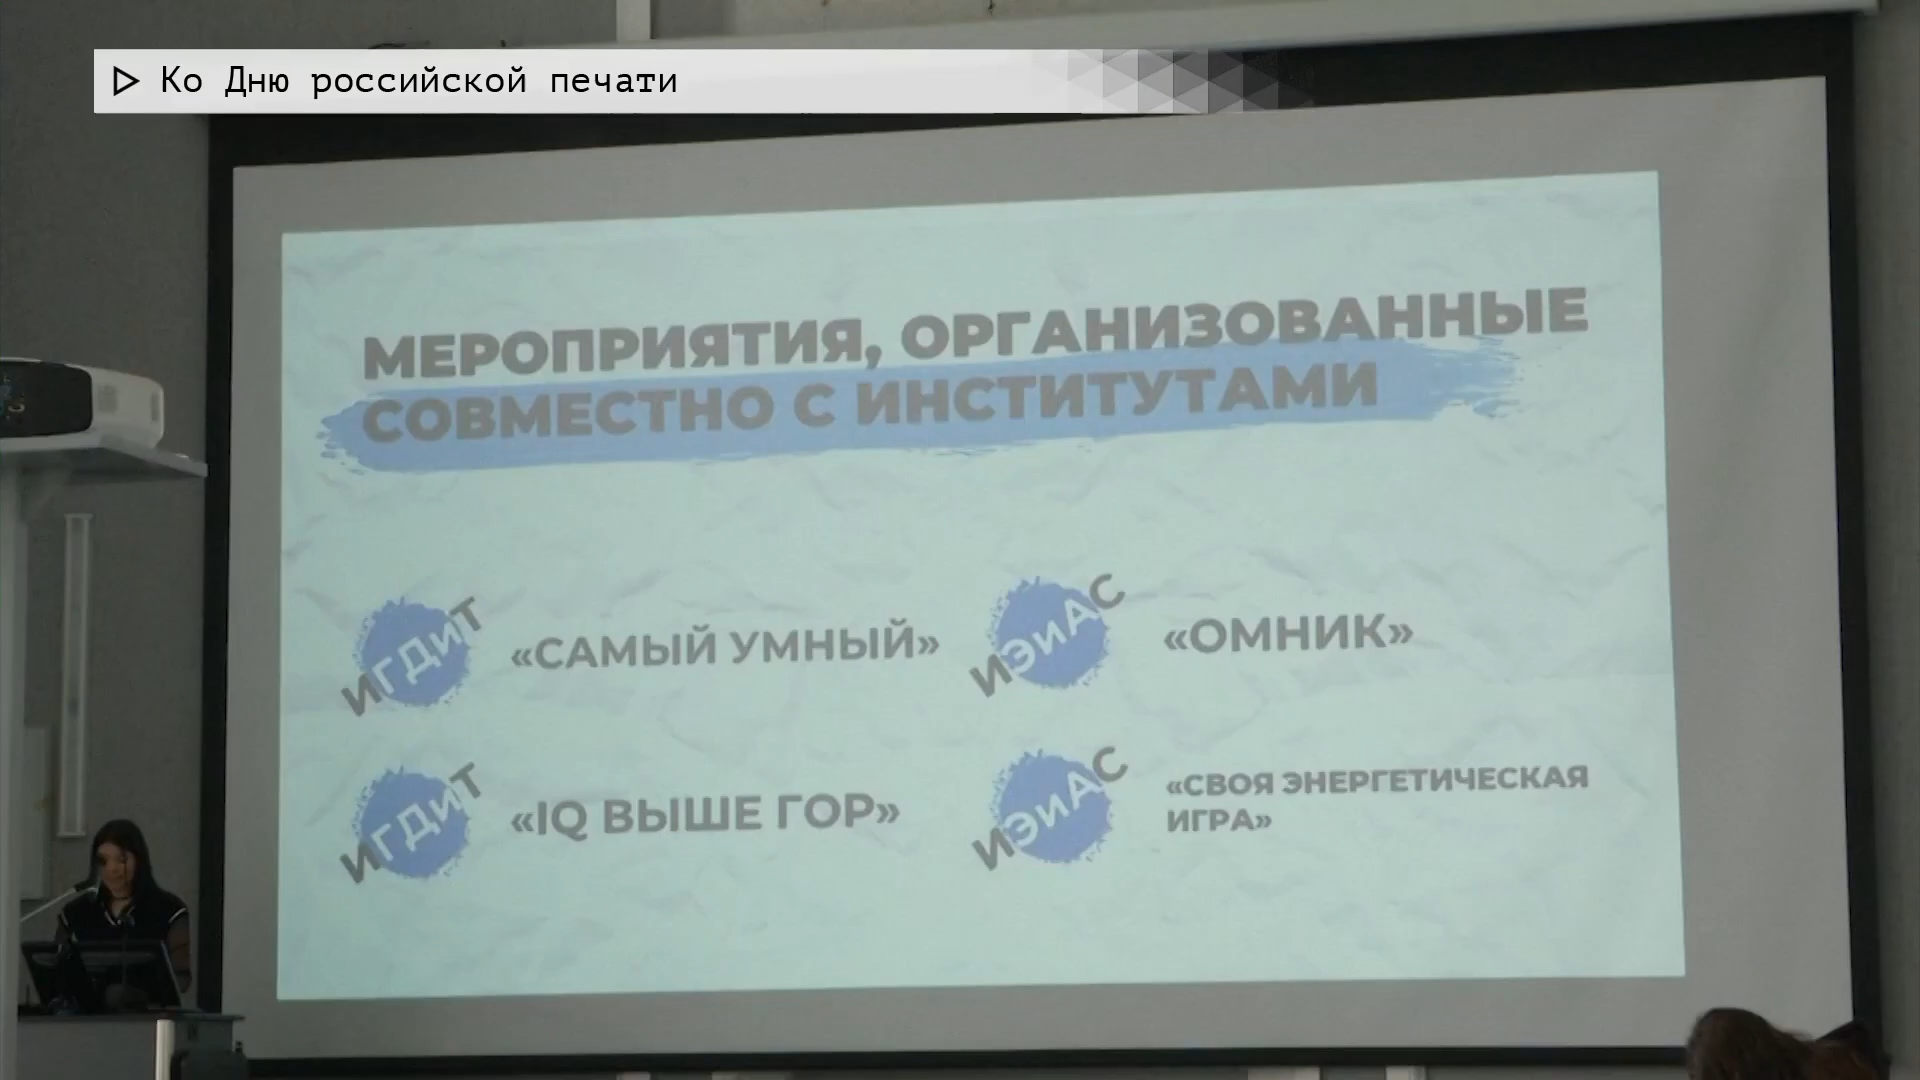 Ко Дню российской печати
МЕРОПРИЯТИЯ, ОРГАНИЗОВАННЫЕ
СОВМЕСТНО С ИНСТИТУТАМИ
ИГДиТ
«САМЫЙ УМНЫЙ»
ИЭиАС
«ОМНИК»
ИГДиТ
«IQ ВЫШЕ ГОР»
ИЭиАС
«СВОЯ ЭНЕРГЕТИЧЕСКАЯ
ИГРА»